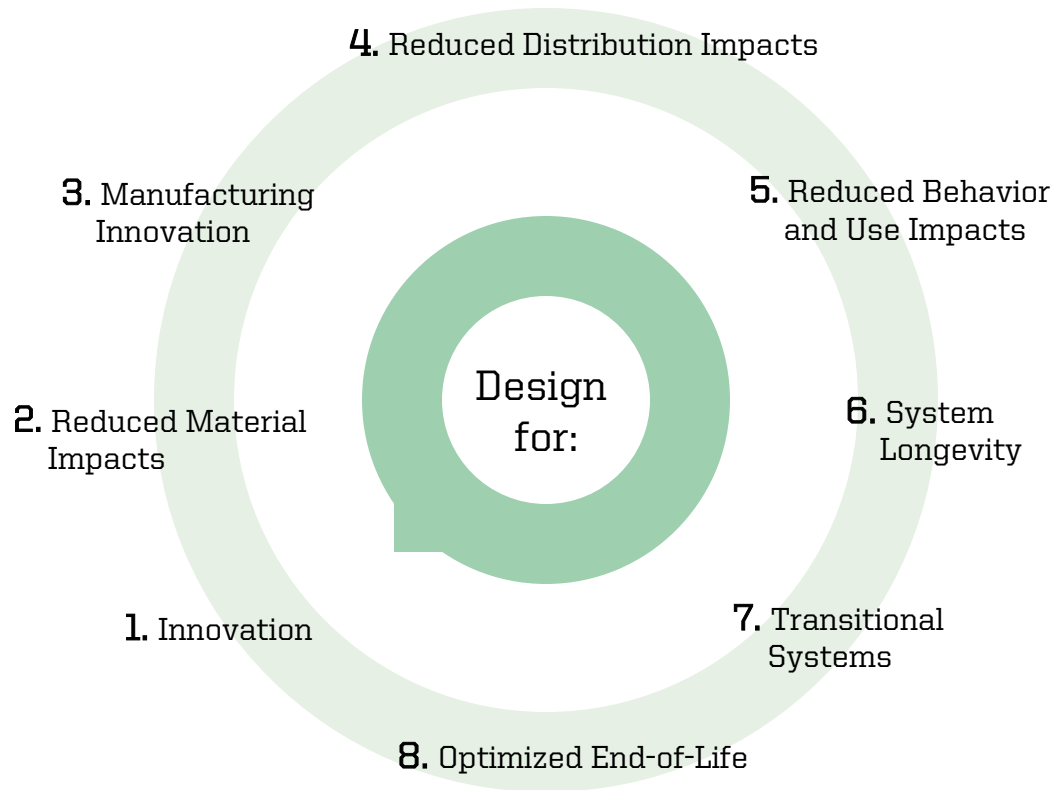 Design
for:
1. Innovation
2. Reduced Material
Impacts
3. Manufacturing
Innovation
4. Reduced Distribution Impacts
5. Reduced Behavior
and Use Impacts
6. System
Longevity
7. Transitional
Systems
8. Optimized End-of-Life